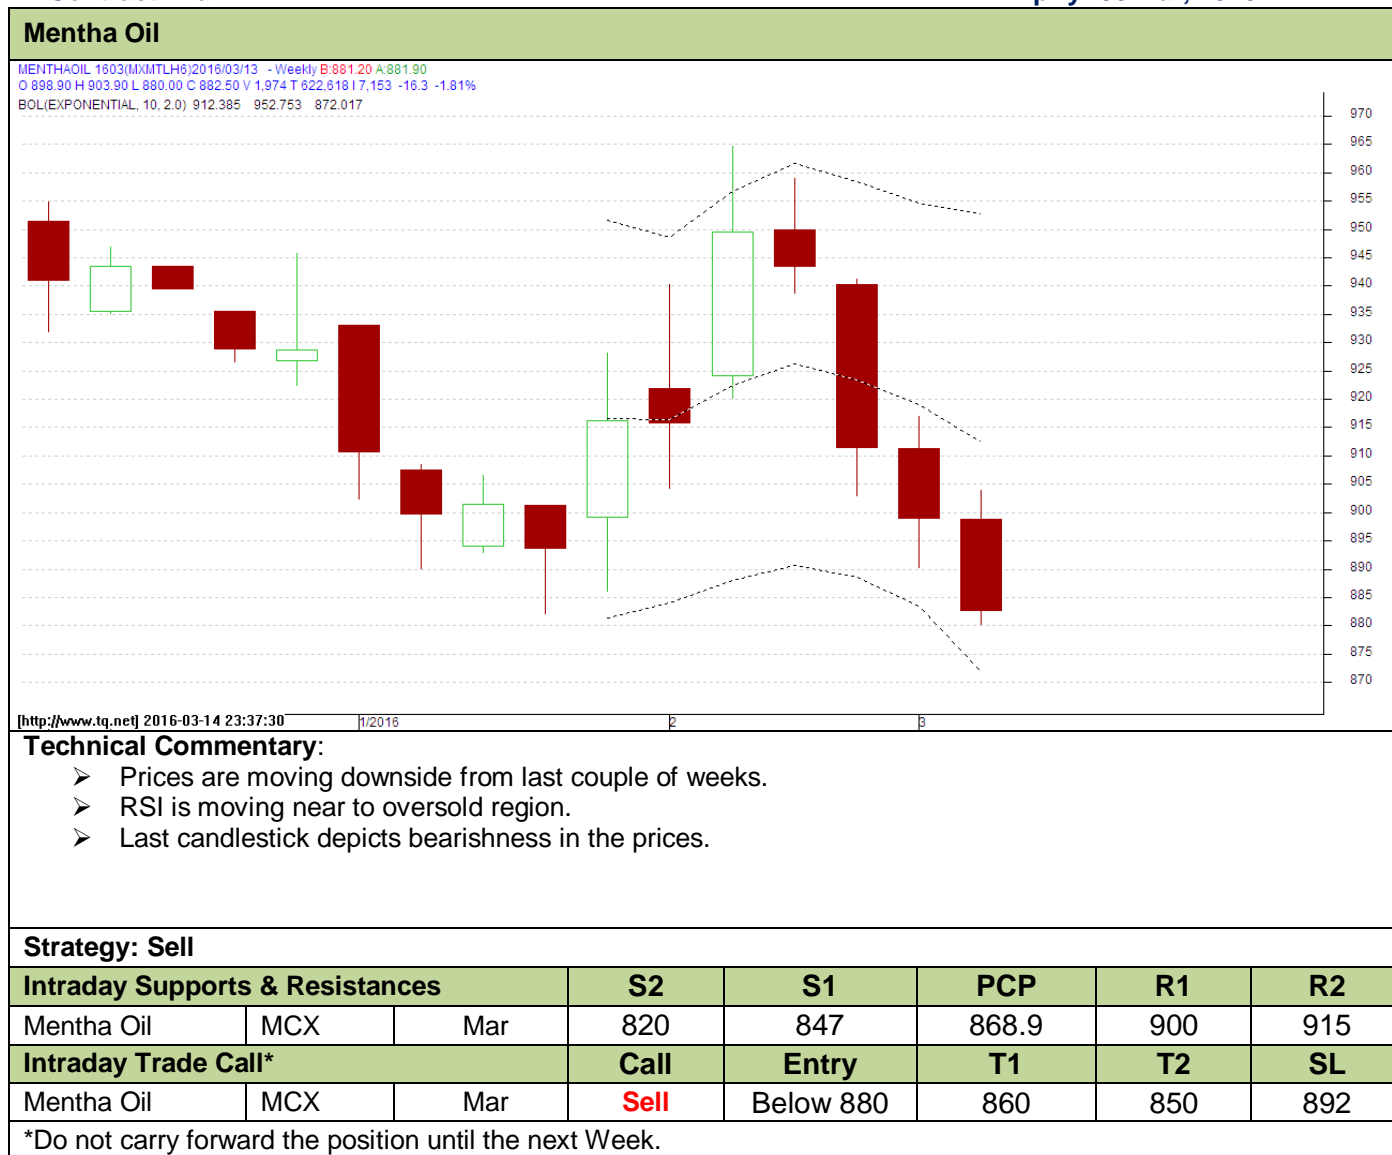 Mentha Oil
MENTHAOIL 1603(MXMTLH6)2016/03/13 - Weekly B:881.20 A:881.90
O 898.90 H 903.90 L 880.00 C 882.50 V 1,974 T 622,618 I 7,153 -16.3 -1.81%
BOL(EXPONENTIAL, 10, 2.0) 912.385 952.753 872.017
970
965
960
955
950
945
940
935
930
925
920
915
910
905
900
895
890
885
880
875
870
[http://www.tq.net] 2016-03-14 23:37:30 1/2016 2 3
Technical Commentary:
➢ Prices are moving downside from last couple of weeks.
➢ RSI is moving near to oversold region.
➢ Last candlestick depicts bearishness in the prices.
Strategy: Sell
Intraday Supports & Resistances S2 S1 PCP R1 R2
Mentha Oil MCX Mar 820 847 868.9 900 915
Intraday Trade Call* Call Entry T1 T2 SL
Mentha Oil MCX Mar Sell Below 880 860 850 892
*Do not carry forward the position until the next Week.